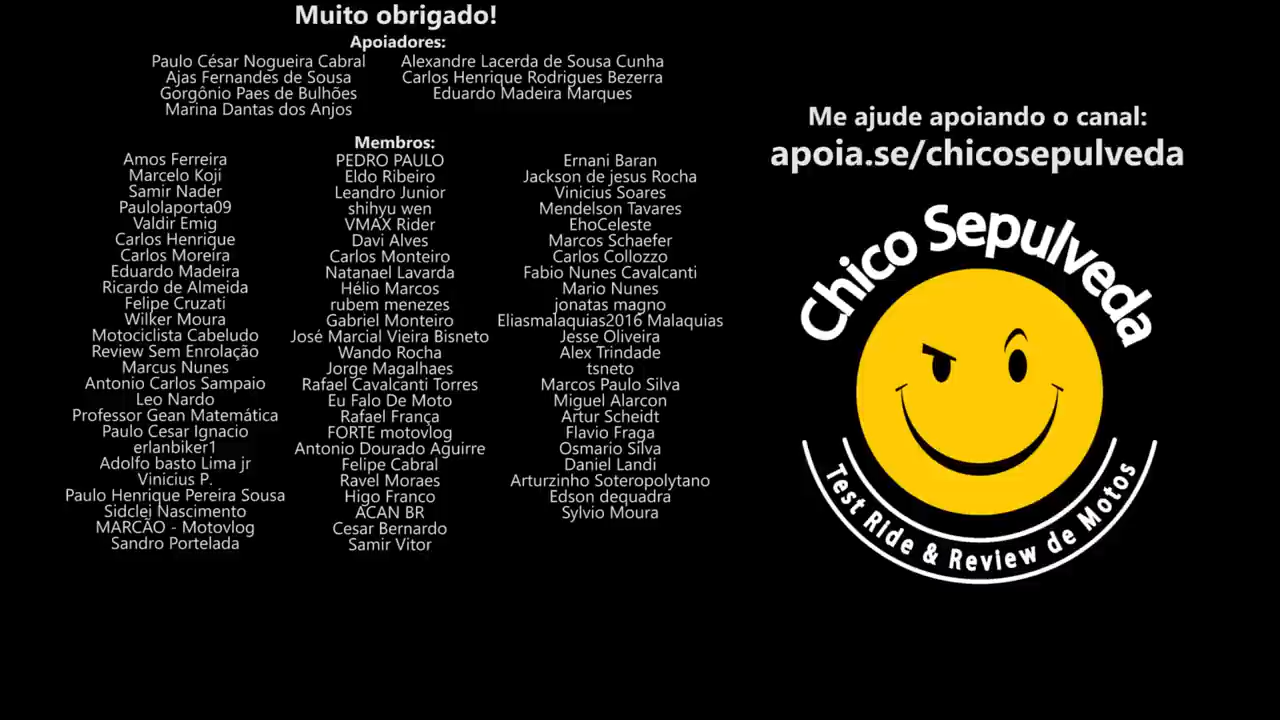 Muito obrigado!
Apoiadores:
Paulo César Nogueira Cabral
Ajas Fernandes de Sousa
Gorgônio Paes de Bulhões
Marina Dantas dos Anjos
Alexandre Lacerda de Sousa Cunha
Carlos Henrique Rodrigues Bezerra
Eduardo Madeira Marques
Membros:
Amos Ferreira
Marcelo Koji
Samir Nader
Paulolaporta09
Valdir Emig
Carlos Henrique
Carlos Moreira
Eduardo Madeira
Ricardo de Almeida
Felipe Cruzati
Wilker Moura
Motociclista Cabeludo
Review Sem Enrolação
Marcus Nunes
Antonio Carlos Sampaio
Leo Nardo
Professor Gean Matemática
Paulo Cesar Ignacio
erlanbiker1
Adolfo basto Lima jr
Vinicius P.
Paulo Henrique Pereira Sousa
Sidclei Nascimento
MARCÃO - Motovlog
Sandro Portelada
PEDRO PAULO
Eldo Ribeiro
Leandro Junior
shihyu wen
VMAX Rider
Davi Alves
Carlos Monteiro
Natanael Lavarda
Hélio Marcos
rubem menezes
Gabriel Monteiro
José Marcial Vieira Bisneto
Wando Rocha
Jorge Magalhaes
Rafael Cavalcanti Torres
Eu Falo De Moto
Rafael França
FORTE motovlog
Antonio Dourado Aguirre
Felipe Cabral
Ravel Moraes
Higo Franco
ACAN BR
Cesar Bernardo
Samir Vitor
Ernani Baran
Jackson de jesus Rocha
Vinicius Soares
Mendelson Tavares
EhoCeleste
Marcos Schaefer
Carlos Collozzo
Fabio Nunes Cavalcanti
Mario Nunes
jonatas magno
Eliasmalaquias2016 Malaquias
Jesse Oliveira
Alex Trindade
tsneto
Marcos Paulo Silva
Miguel Alarcon
Artur Scheidt
Flavio Fraga
Osmario Silva
Daniel Landi
Arturzinho Soteropolytano
Edson dequadra
Sylvio Moura
Me ajude apoiando o canal:
apoia.se/chicosepulveda
Chico Sepulveda
Test Ride & Review de Motos